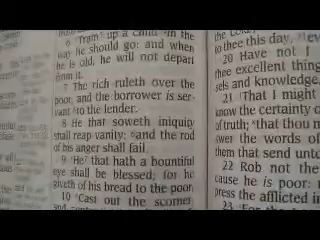 6 Train up a child in the
way he should go: and when
he is old, he will not depart
from it.
7 The rich ruleth over the
poor, and the borrower is ser-
vant to the lender.
8 He that soweth iniquity
shall reap vanity: and the rod
of his anger shall fail.
9 He that hath a bountiful
eye shall be blessed; for he
giveth of his bread to the poor.
10 Cast out the scorner,
to thee this day,
20 Have not I
thee excellent thing
sels and knowledge,
21 That I might
know the certainty o
of truth; that thou m
swer the words of
them that send unto
22 Rob not the
cause he is poor:
press the afflicted in
23 For the